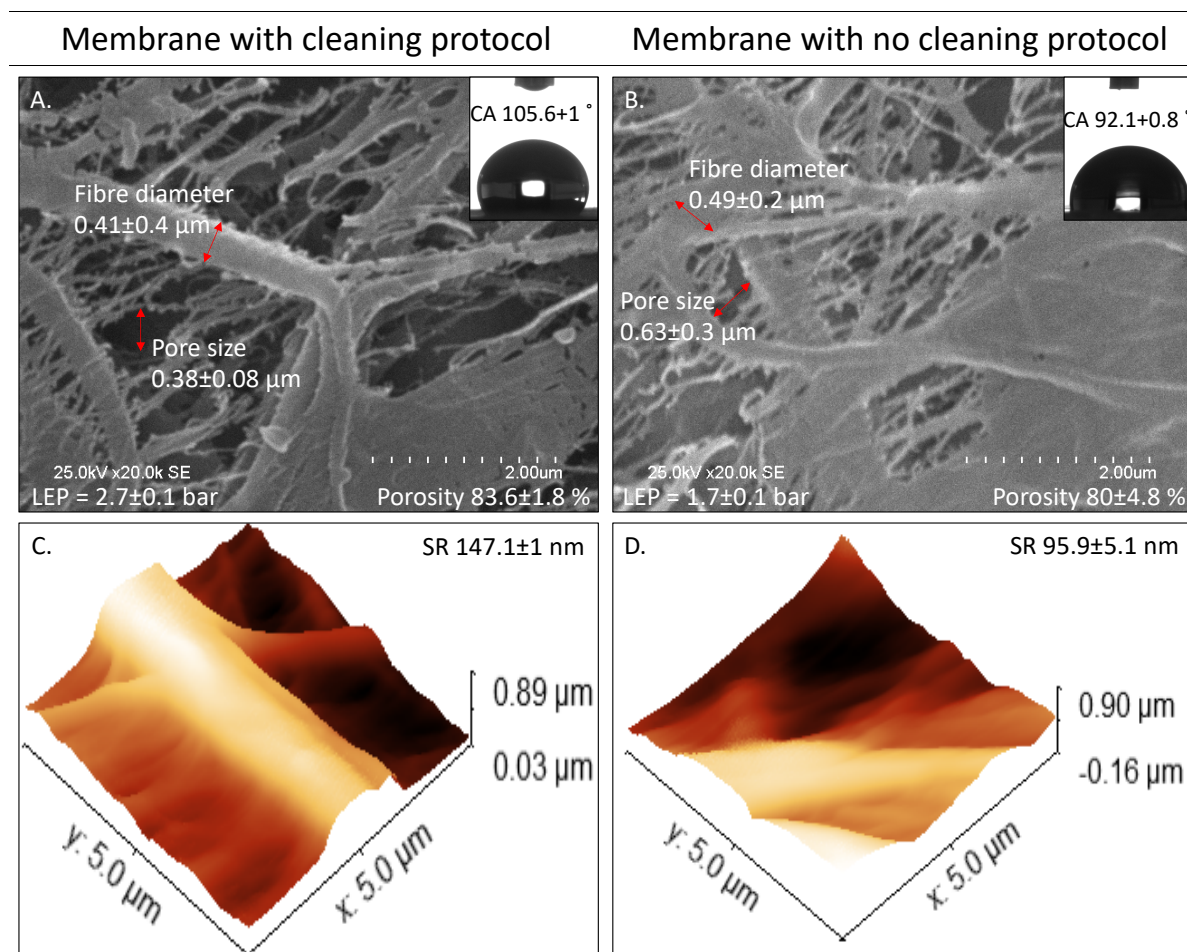 Membrane with cleaning protocol
Membrane with no cleaning protocol
A.
CA 105.6+1 °
Fibre diameter
0.41±0.4 µm
Pore size
0.38±0.08 µm
25.0kV x20.0k SE
2.00um
LEP = 2.7±0.1 bar
Porosity 83.6±1.8 %
B.
CA 92.1+0.8 °
Fibre diameter
0.49±0.2 µm
Pore size
0.63±0.3 µm
25.0kV x20.0k SE
2.00um
LEP = 1.7±0.1 bar
Porosity 80±4.8 %
C.
SR 147.1±1 nm
0.89 µm
0.03 µm
y: 5.0 µm
x: 5.0 µm
D.
SR 95.9±5.1 nm
0.90 µm
-0.16 µm
y: 5.0 µm
x: 5.0 µm